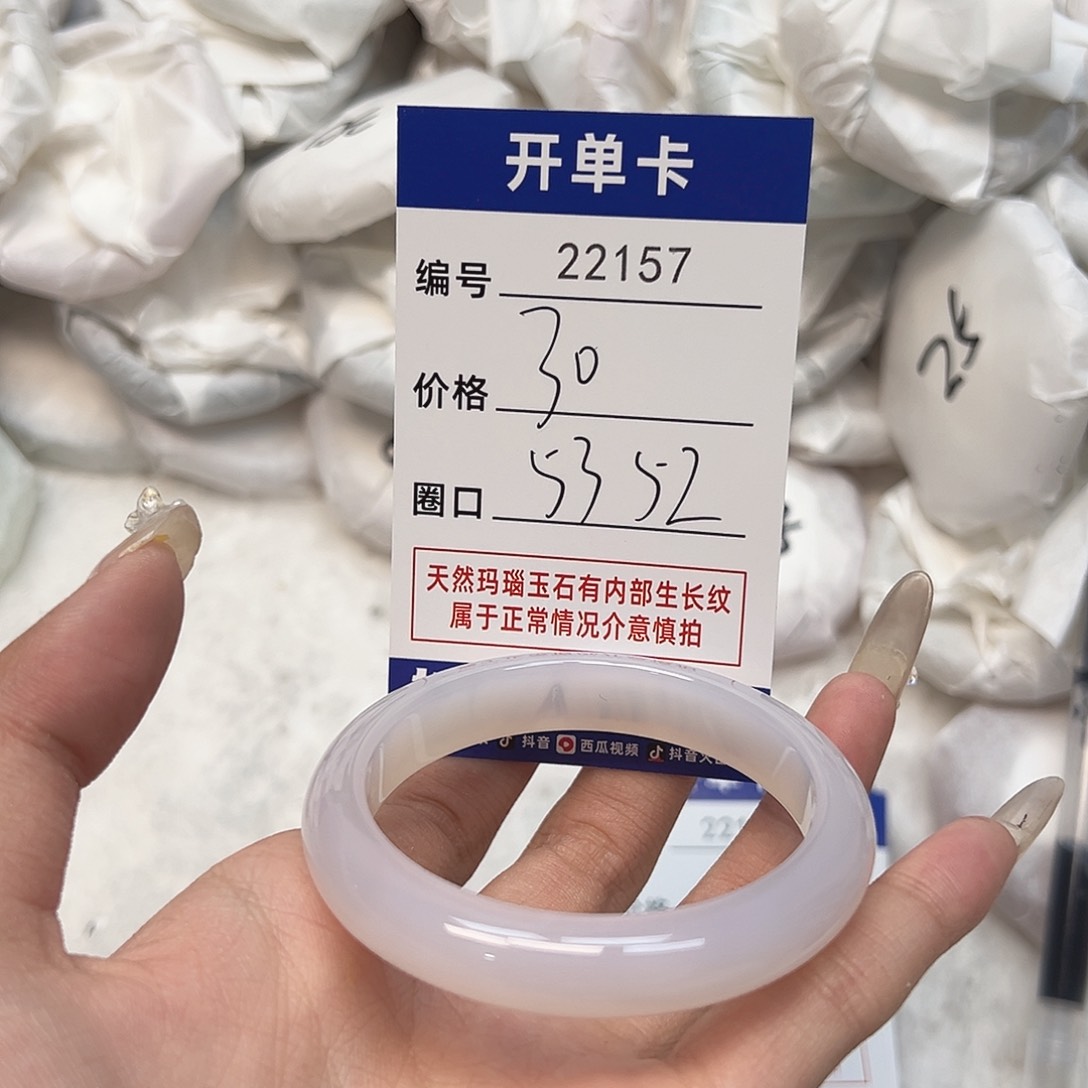 开单卡
编号 22157
价格 30
圈口 53 52
天然玛瑙玉石有内部生长纹
属于正常情况介意慎拍
抖音 西瓜视频 抖音火
25